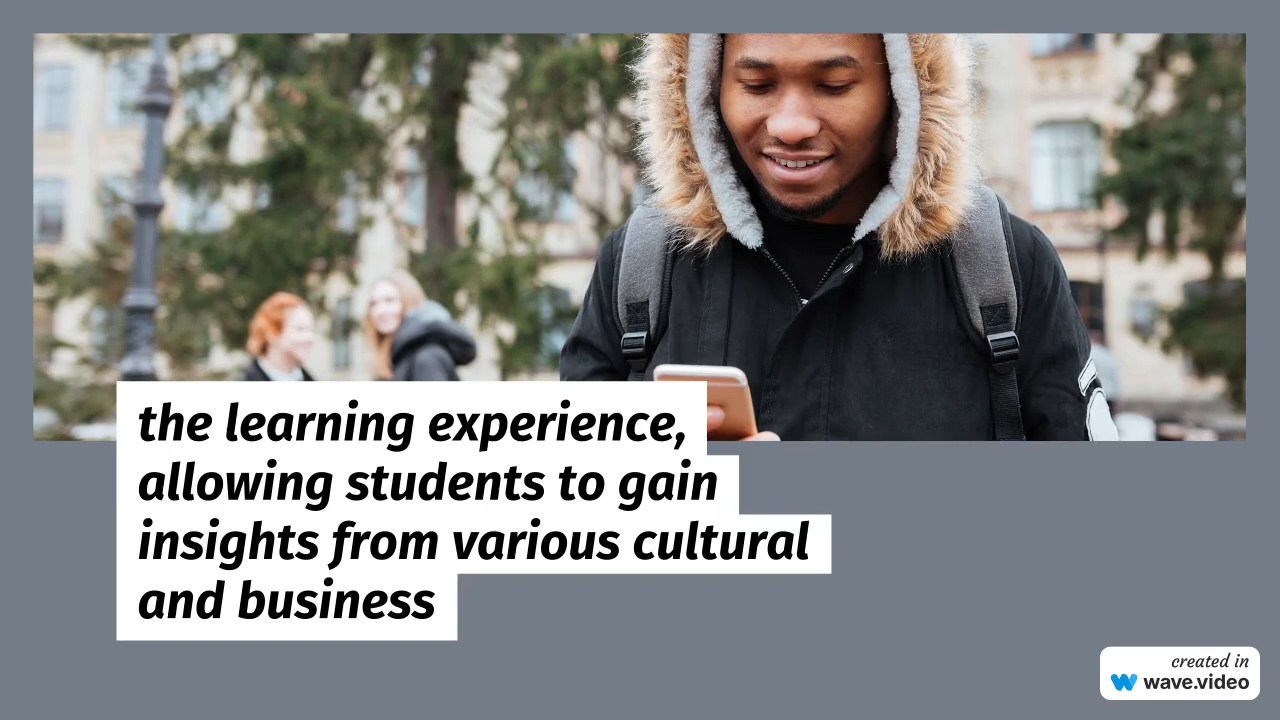 the learning experience,
allowing students to gain
insights from various cultural
and business
created in
wave.video